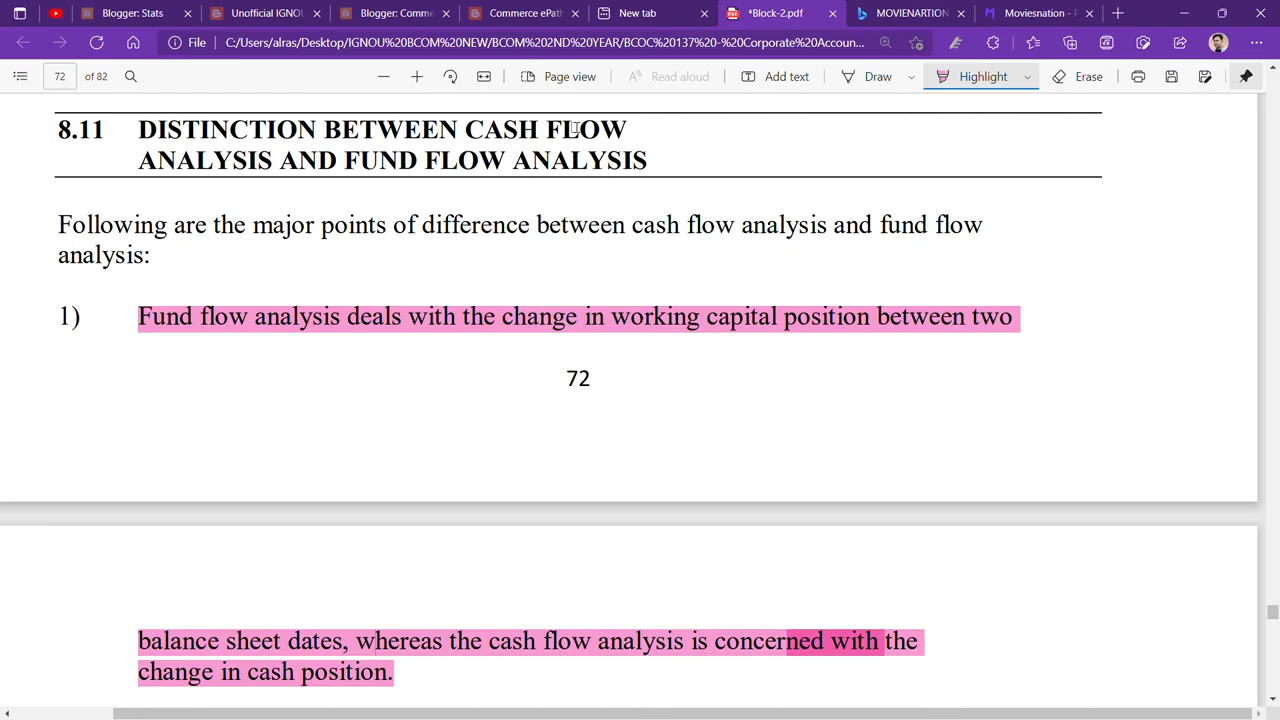 Blogger: Stats
Unofficial IGNOU
Blogger: Comme
Commerce ePath
New tab
*Block-2.pdf
MOVIENARTION
Moviesnation - F
File
C:/Users/alras/Desktop/IGNOU%20BCOM%20NEW/BCOM%202ND%20YEAR/BCOC%20137%20-%20Corporate%20Accoun...
72 of 82
Page view
Read aloud
Add text
Draw
Highlight
Erase
8.11 DISTINCTION BETWEEN CASH FLOW
ANALYSIS AND FUND FLOW ANALYSIS
Following are the major points of difference between cash flow analysis and fund flow
analysis:
1) Fund flow analysis deals with the change in working capital position between two
72
balance sheet dates, whereas the cash flow analysis is concerned with the
change in cash position.